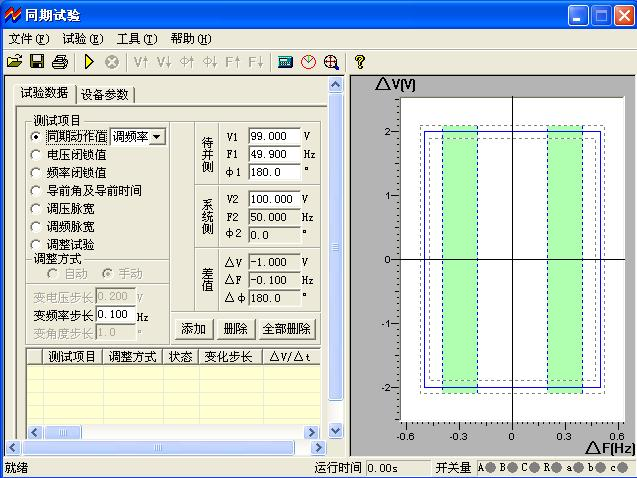 同期试验
文件(F) 试验(E) 工具(T) 帮助(H)
V↑ V↓ Φ↑ Φ↓ F↑ F↓ ?
试验数据 设备参数
测试项目
同期动作值 调频率
电压闭锁值
频率闭锁值
导前角及导前时间
调压脉宽
调频脉宽
调整试验
调整方式
自动 手动
变电压步长 0.200 V
变频率步长 0.100 Hz
变角度步长 1.0 °
待并侧
V1 99.000 V
F1 49.900 Hz
φ1 180.0 °
系统侧
V2 100.000 V
F2 50.000 Hz
φ2 0.0 °
差值
△V -1.000 V
△F -0.100 Hz
△φ 180.0 °
添加 删除 全部删除
测试项目 调整方式 状态 变化步长 △V/△t
△V(V)
2
1
0
-1
-2
-0.6 -0.3 0 0.3 0.6
△F(Hz)
就绪 运行时间 0.00s 开关量 A B C R a b c